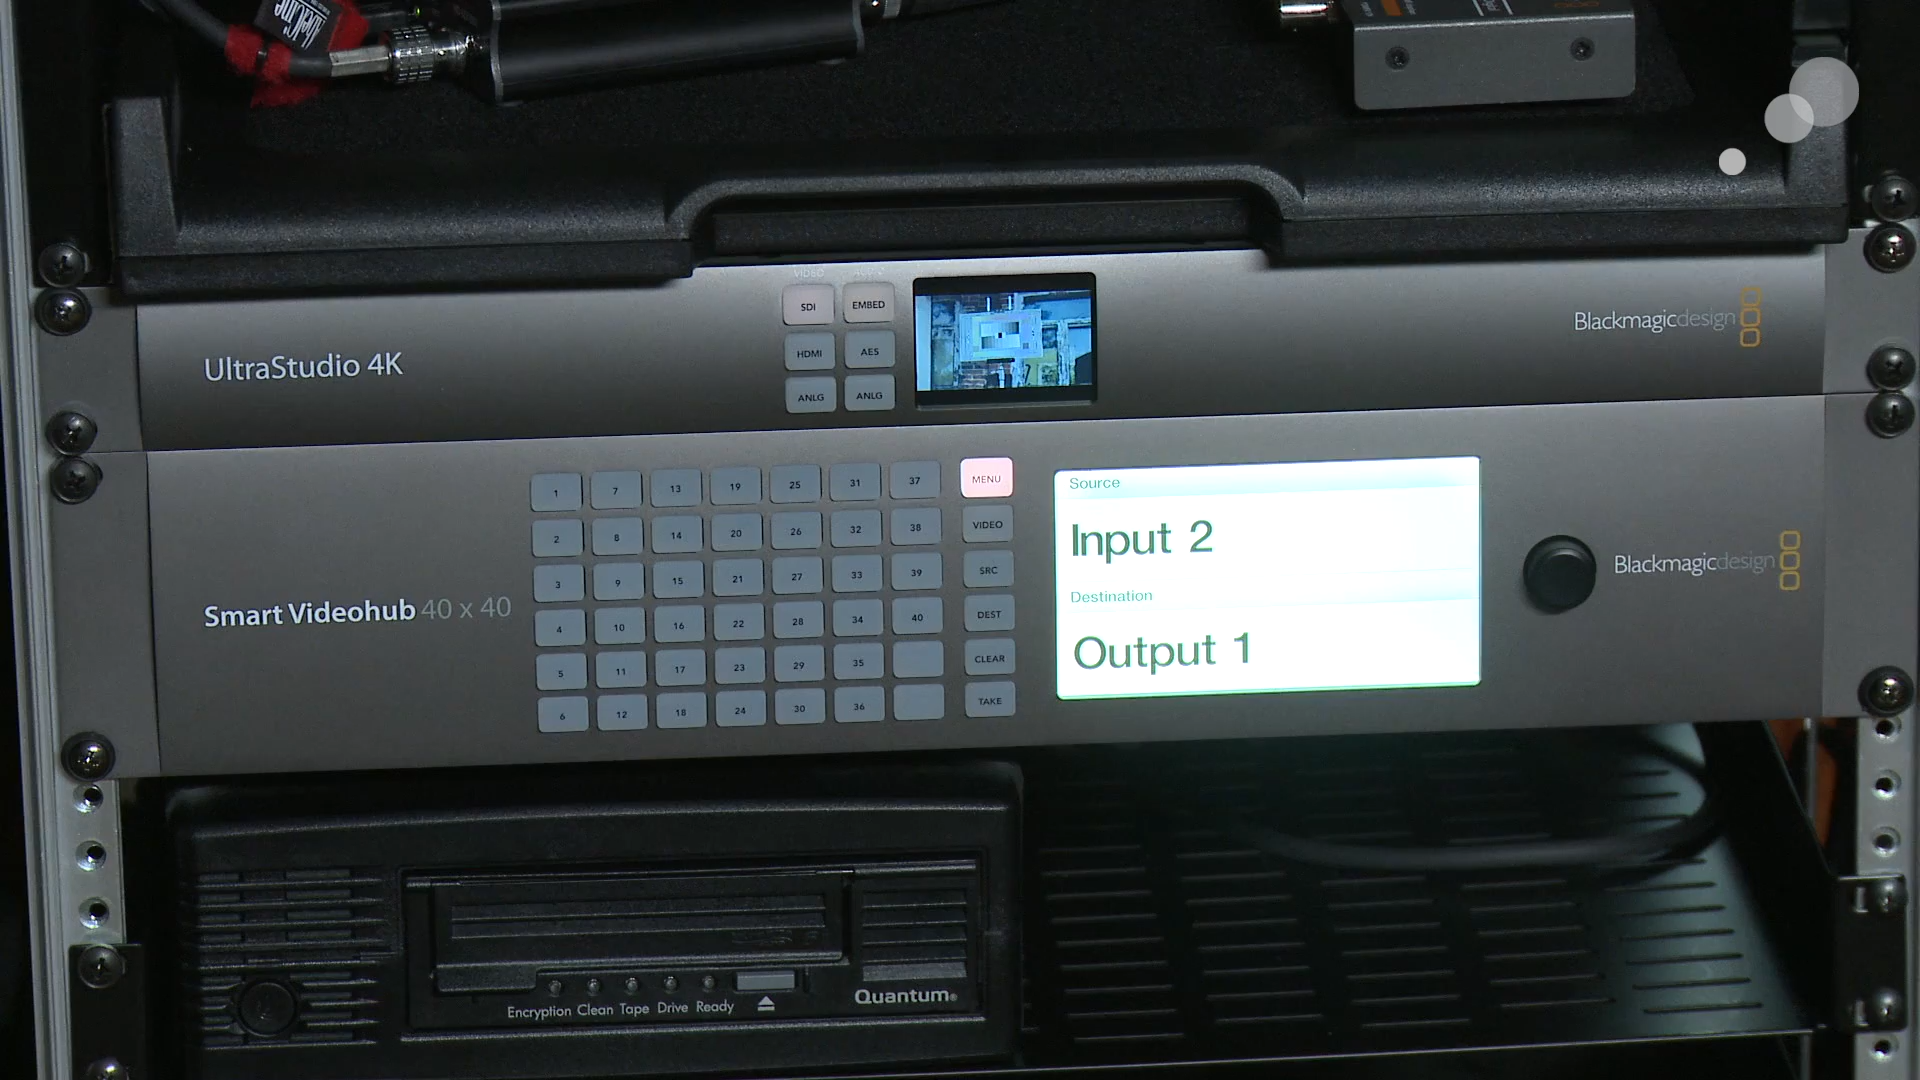 AbelCine
VIDEO
SDI EMBED
HDMI AES
ANLG ANLG
UltraStudio 4K
Blackmagicdesign
1 7 13 19 25 31 37 MENU
2 8 14 20 26 32 38 VIDEO
3 9 15 21 27 33 39 SRC
4 10 16 22 28 34 40 DEST
5 11 17 23 29 35 CLEAR
6 12 18 24 30 36 TAKE
Smart Videohub 40 x 40
Source
Input 2
Destination
Output 1
Blackmagicdesign
Encryption Clean Tape Drive Ready
Quantum®